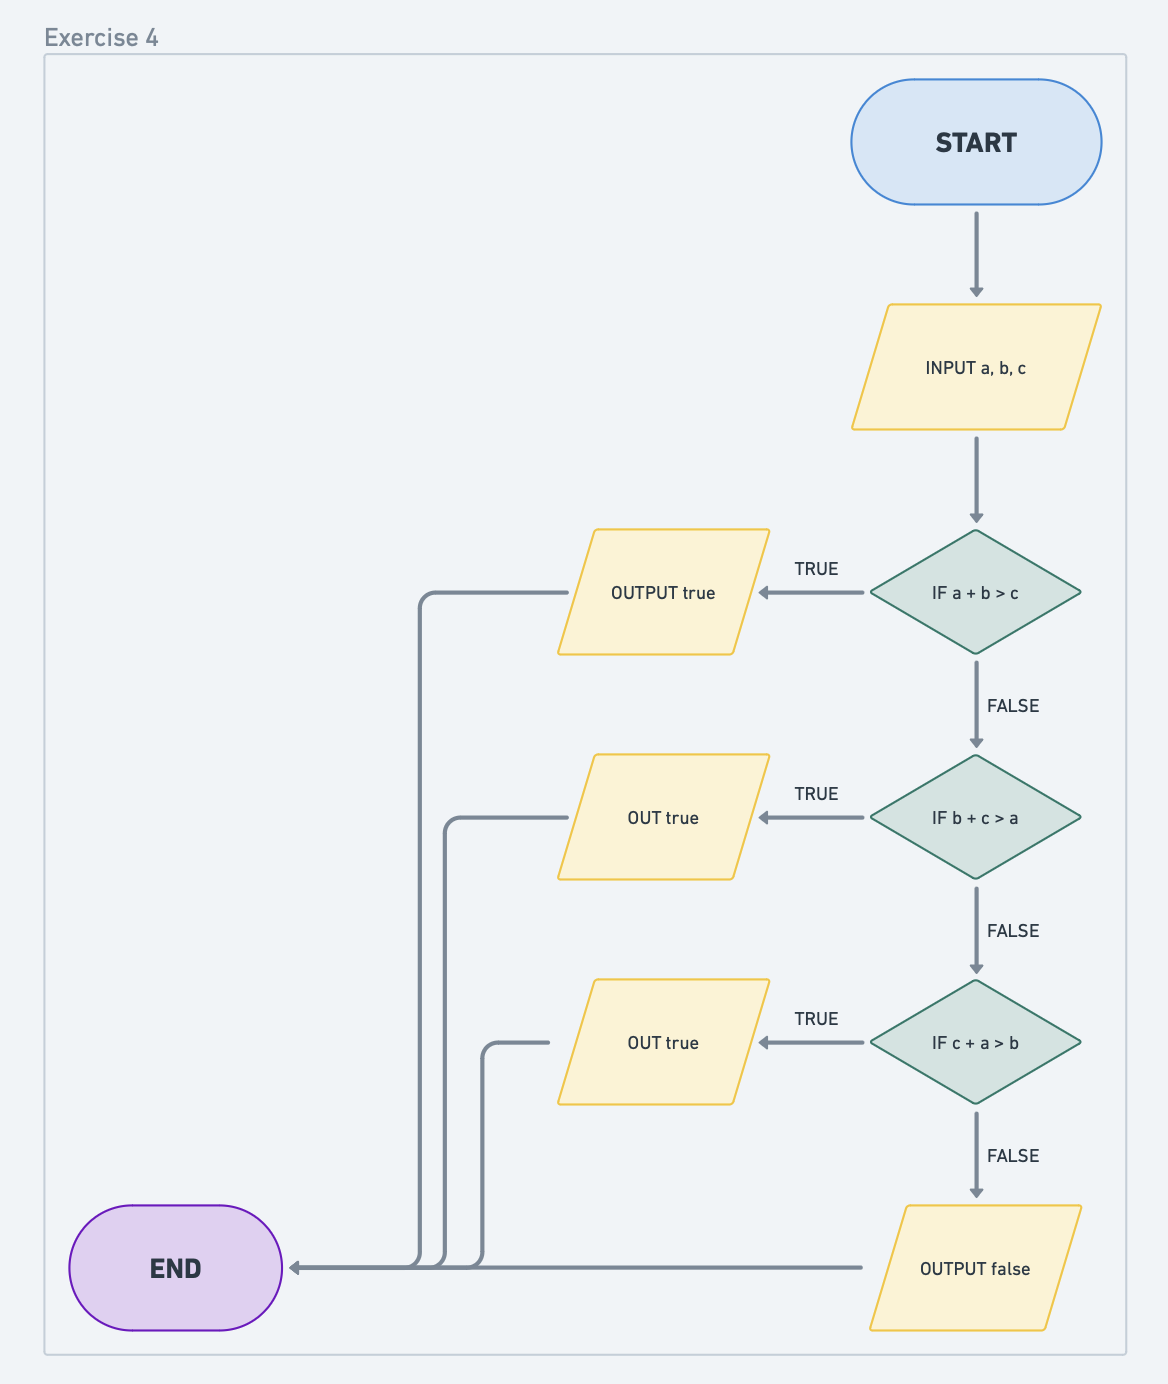 Exercise 4
START
INPUT a, b, c
IF a + b > c
TRUE
OUTPUT true
FALSE
IF b + c > a
TRUE
OUT true
FALSE
IF c + a > b
TRUE
OUT true
FALSE
OUTPUT false
END